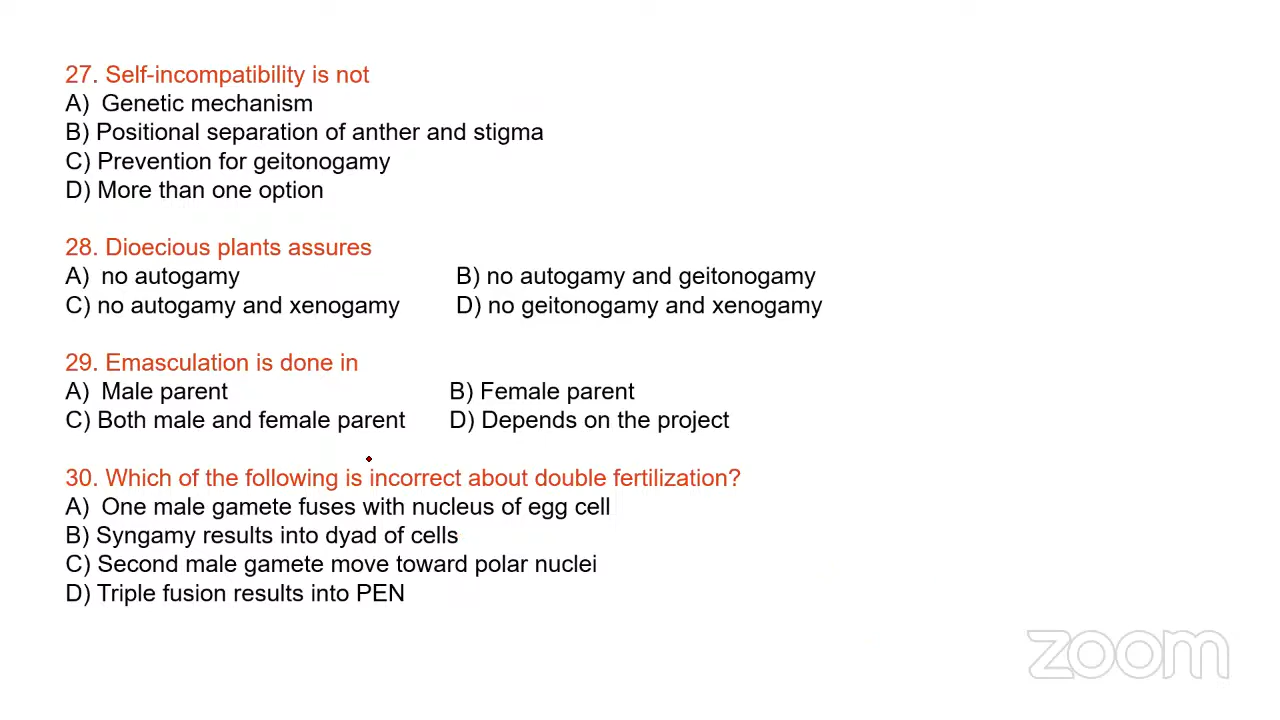 27. Self-incompatibility is not
A) Genetic mechanism
B) Positional separation of anther and stigma
C) Prevention for geitonogamy
D) More than one option
28. Dioecious plants assures
A) no autogamy B) no autogamy and geitonogamy
C) no autogamy and xenogamy D) no geitonogamy and xenogamy
29. Emasculation is done in
A) Male parent B) Female parent
C) Both male and female parent D) Depends on the project
30. Which of the following is incorrect about double fertilization?
A) One male gamete fuses with nucleus of egg cell
B) Syngamy results into dyad of cells
C) Second male gamete move toward polar nuclei
D) Triple fusion results into PEN
zoom